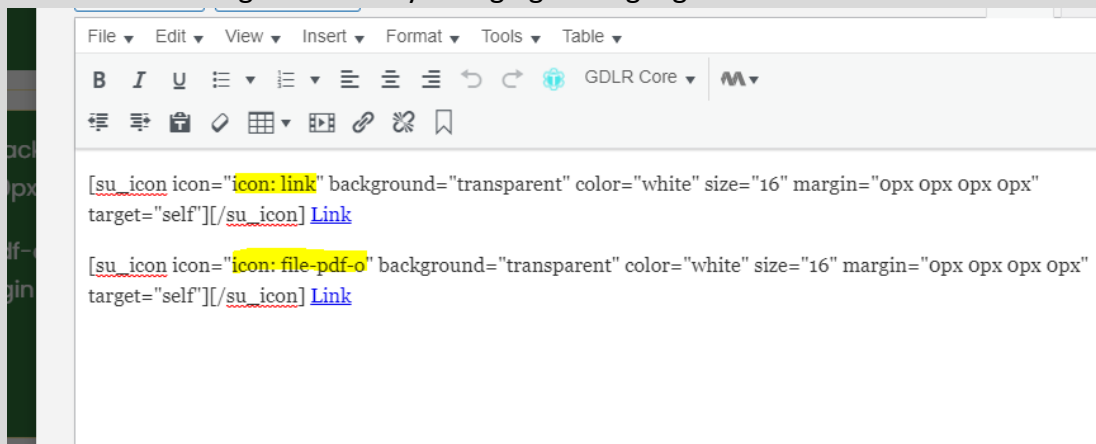 File Edit View Insert Format Tools Table
B I U GDLR Core
[su_icon icon="icon: link" background="transparent" color="white" size="16" margin="0px 0px 0px 0px"
target="self"][/su_icon] Link
[su_icon icon="icon: file-pdf-o" background="transparent" color="white" size="16" margin="0px 0px 0px 0px"
target="self"][/su_icon] Link